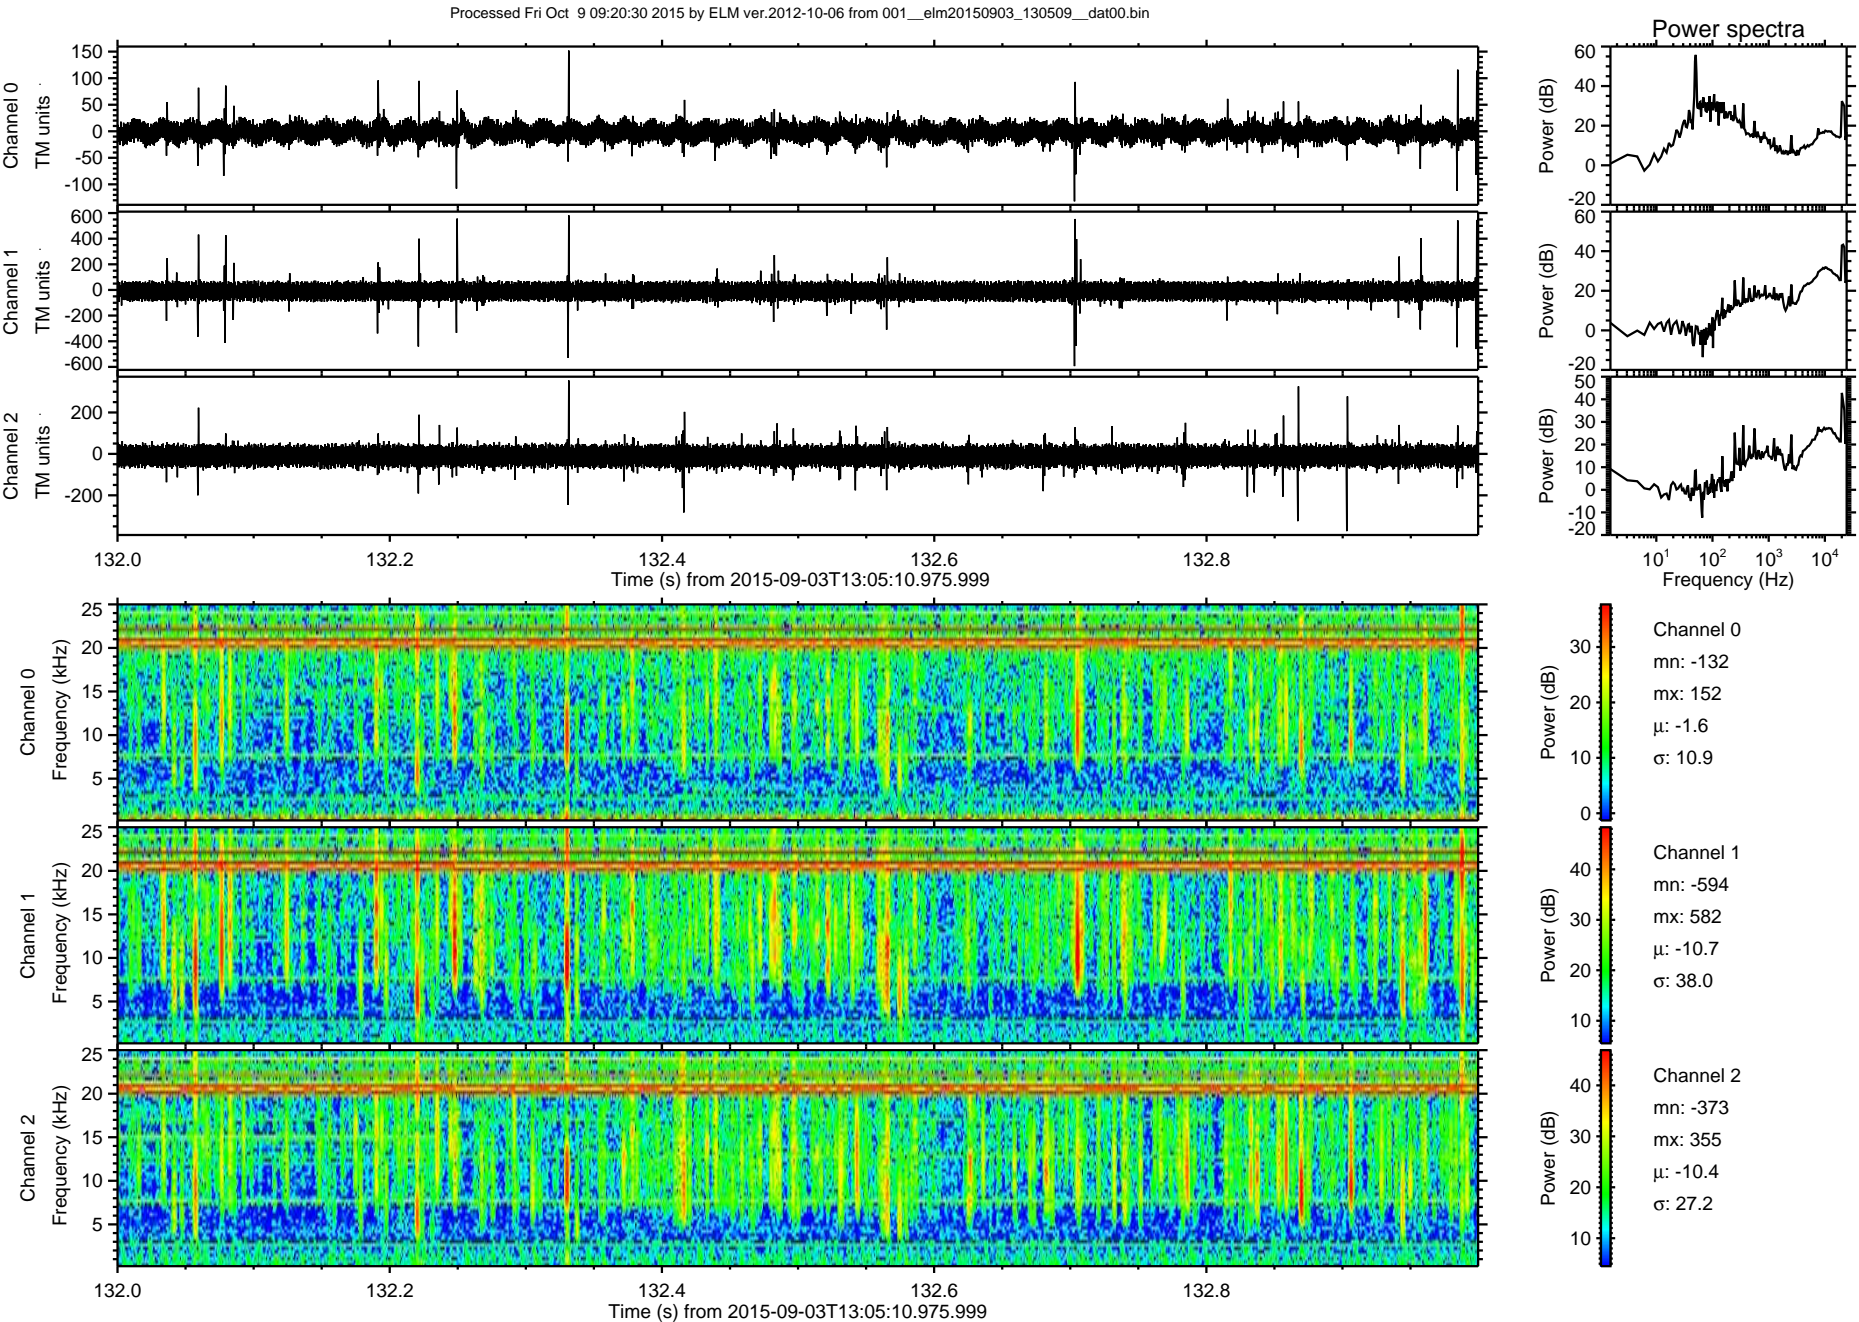 Processed Fri Oct  9 09:20:30 2015 by ELM ver.2012-10-06 from 001__elm20150903_130509__dat00.bin
Power spectra
Channel 0
TM units
150
100
50
0
-50
-100
Power (dB)
60
40
20
0
-20
Channel 1
TM units
600
400
200
0
-200
-400
-600
Power (dB)
60
40
20
0
-20
Channel 2
TM units
200
0
-200
Power (dB)
50
40
30
20
10
0
-10
-20
132.0 132.2 132.4 132.6 132.8
Time (s) from 2015-09-03T13:05:10.975.999
10¹ 10² 10³ 10⁴
Frequency (Hz)
Channel 0
Frequency (kHz)
25
20
15
10
5
Power (dB)
30
20
10
0
Channel 0
mn: -132
mx: 152
μ: -1.6
σ: 10.9
Channel 1
Frequency (kHz)
25
20
15
10
5
Power (dB)
40
30
20
10
Channel 1
mn: -594
mx: 582
μ: -10.7
σ: 38.0
Channel 2
Frequency (kHz)
25
20
15
10
5
Power (dB)
40
30
20
10
Channel 2
mn: -373
mx: 355
μ: -10.4
σ: 27.2
132.0 132.2 132.4 132.6 132.8
Time (s) from 2015-09-03T13:05:10.975.999